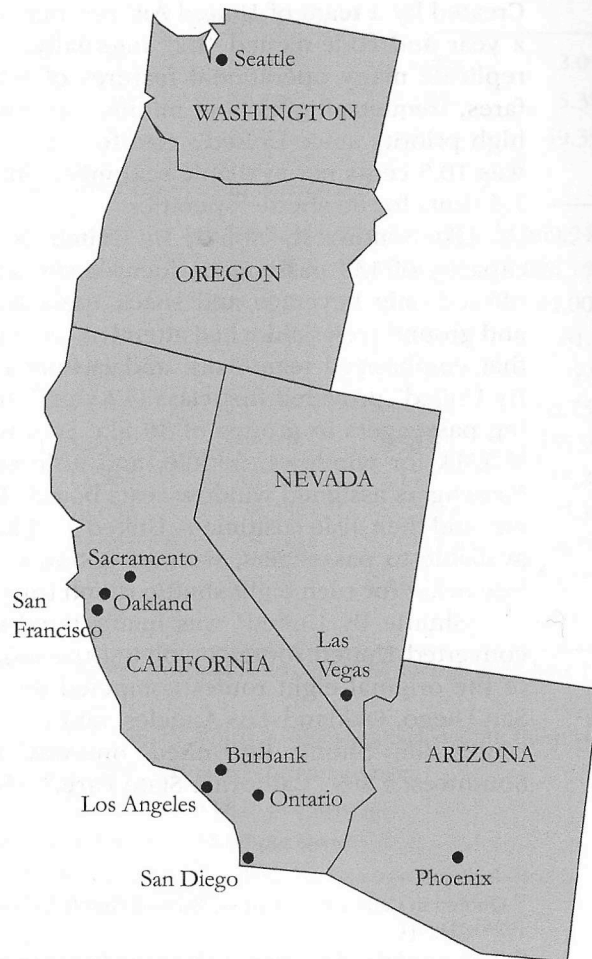 Seattle
WASHINGTON
OREGON
NEVADA
Sacramento
San
Francisco
Oakland
CALIFORNIA
Las
Vegas
Burbank
Los Angeles
Ontario
ARIZONA
San Diego
Phoenix